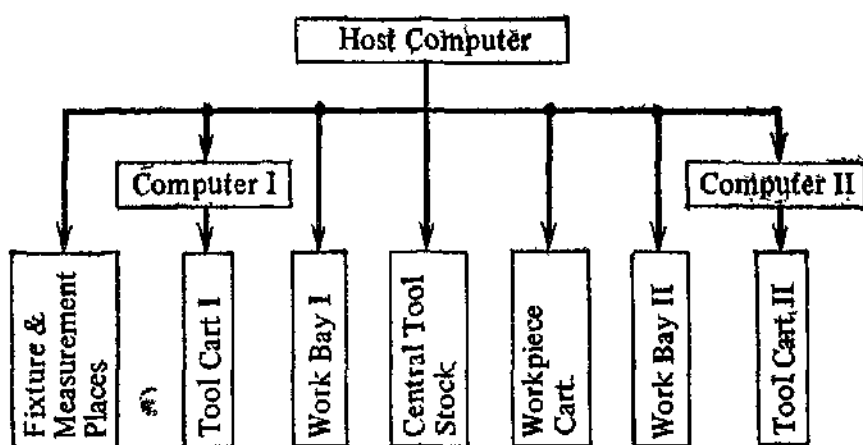 Host Computer
Computer I
Computer II
Fixture &
Measurement
Places
Tool Cart I
Work Bay I
Central Tool
Stock
Workpiece
Cart.
Work Bay II
Tool Cart II